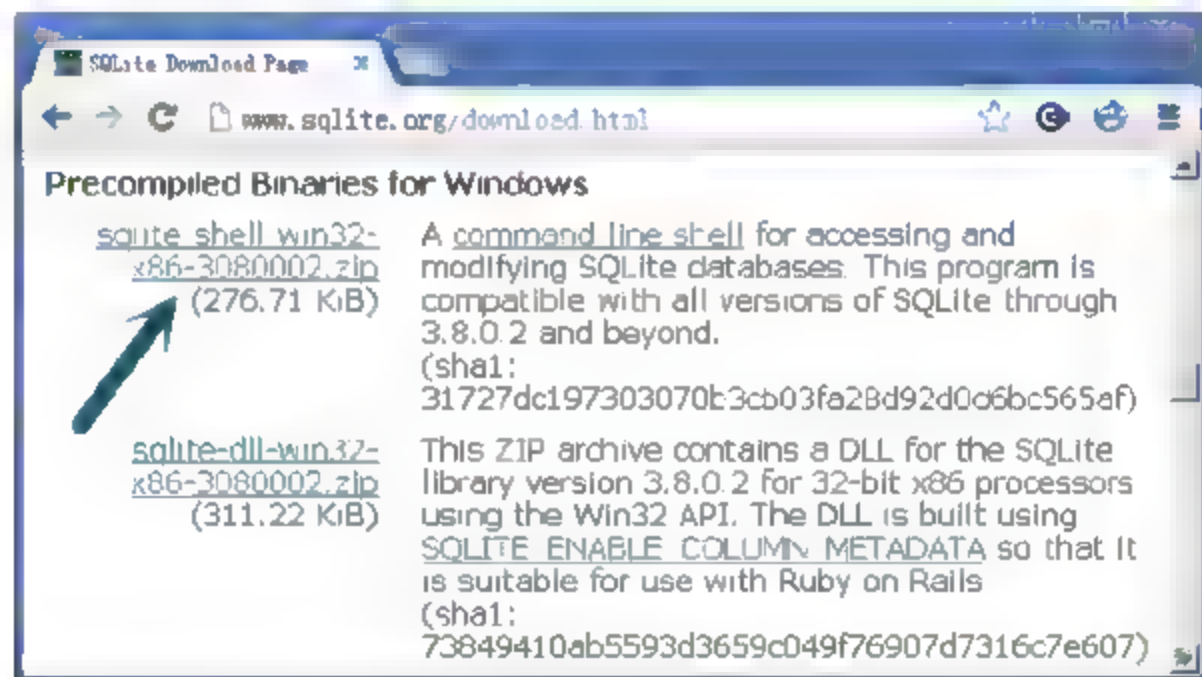 SQLite Download Page
www.sqlite.org/download.html
Precompiled Binaries for Windows
sqlite shell win32-
x86-3080002.zip
(276.71 KiB)
A command line shell for accessing and
modifying SQLite databases. This program is
compatible with all versions of SQLite through
3.8.0.2 and beyond.
(sha1:
31727dc197303070b3cb03fa28d92d0d6bc565af)
sqlite-dll-win32-
x86-3080002.zip
(311.22 KiB)
This ZIP archive contains a DLL for the SQLite
library version 3.8.0.2 for 32-bit x86 processors
using the Win32 API. The DLL is built using
SQLITE_ENABLE_COLUMN_METADATA so that it
is suitable for use with Ruby on Rails
(sha1:
73849410ab5593d3659c049f76907d7316c7e607)